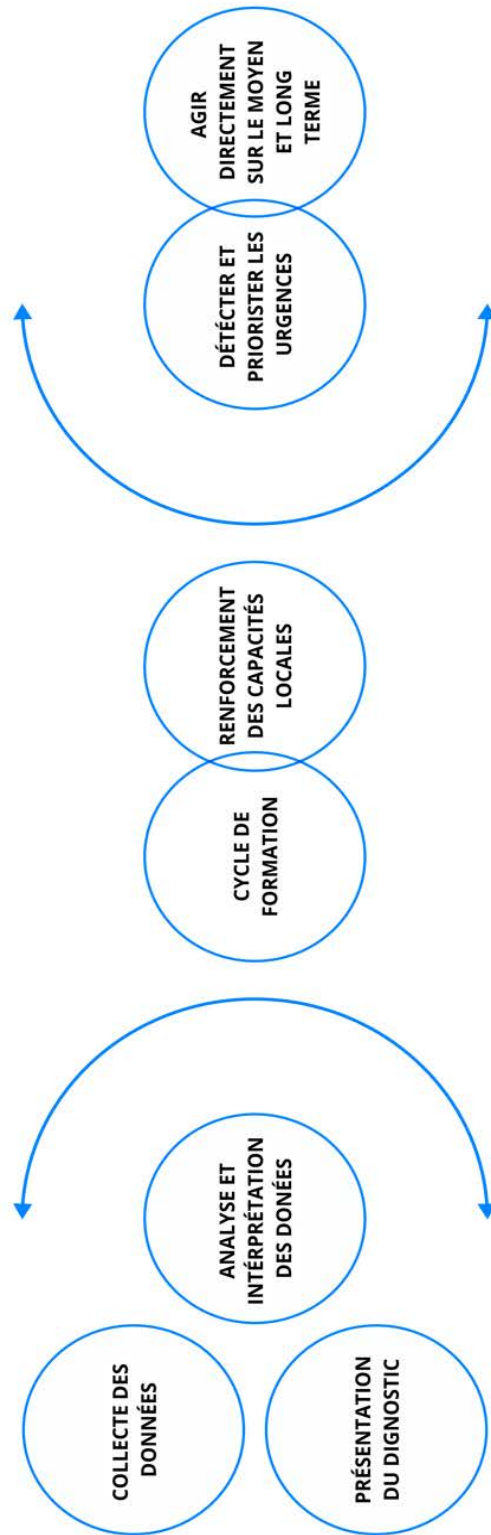 COLLECTE DES
DONNÉES
PRÉSENTATION
DU DIGNOSTIC
ANALYSE ET
INTÉRPRÉTATION
DES DONÉES
CYCLE DE
FORMATION
RENFORCEMENT
DES CAPACITÉS
LOCALES
DÉTÉCTER ET
PRIORISTER LES
URGENCES
AGIR
DIRECTEMENT
SUR LE MOYEN
ET LONG
TERME